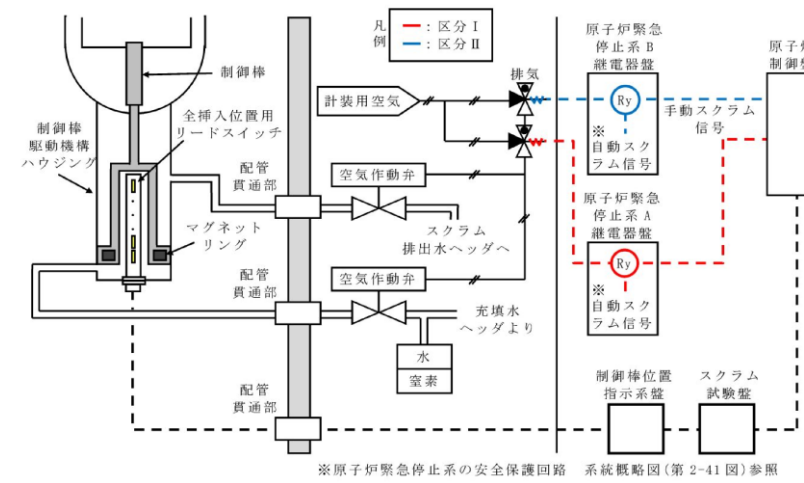 凡例
━ : 区分Ⅰ
━ : 区分Ⅱ
制御棒
全挿入位置用
リードスイッチ
制御棒
駆動機構
ハウジング
マグネット
リング
配管
貫通部
配管
貫通部
配管
貫通部
計装用空気
排気
空気作動弁
スクラム
排出水ヘッダへ
空気作動弁
充填水
ヘッダより
水
窒素
原子炉緊急
停止系B
継電器盤
Ry
※
自動スク
ラム信号
手動スクラム
信号
原子炉緊急
停止系A
継電器盤
Ry
※
自動スク
ラム信号
制御棒位置
指示系盤
スクラム
試験盤
※原子炉緊急停止系の安全保護回路 系統概略図(第2-41図)参照